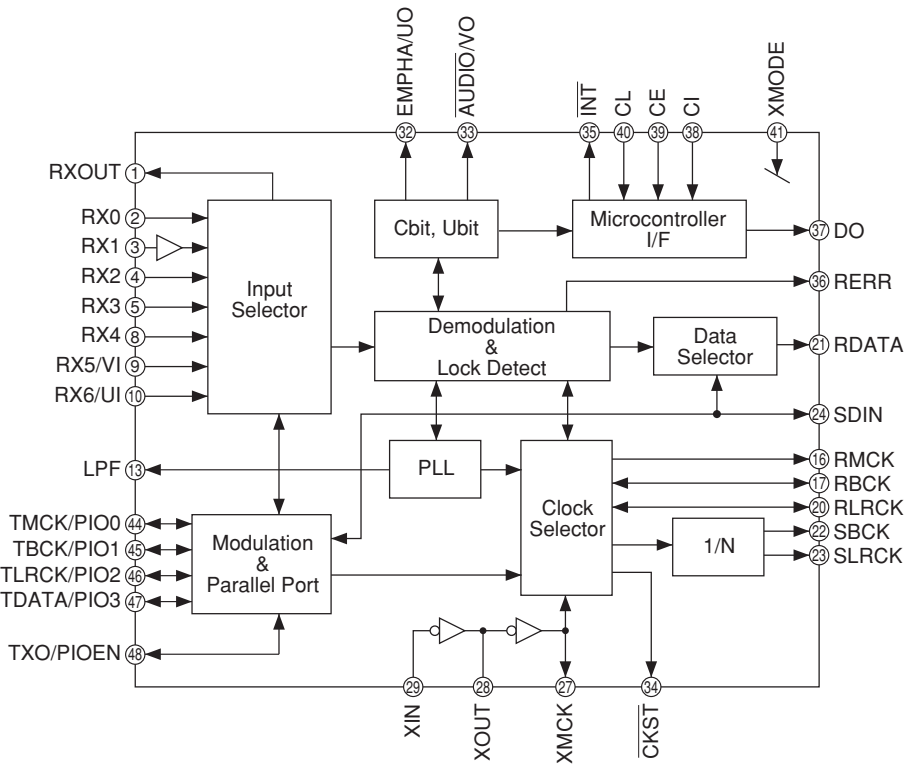 EMPHA/UO
AUDIO/VO
INT
CL
CE
CI
XMODE
32
33
35
40
39
38
41
RXOUT 1
RX0 2
RX1 3
RX2 4
RX3 5
RX4 8
RX5/VI 9
RX6/UI 10
Input
Selector
Cbit, Ubit
Microcontroller
I/F
37 DO
36 RERR
Demodulation
&
Lock Detect
Data
Selector
21 RDATA
24 SDIN
LPF 13
PLL
Clock
Selector
16 RMCK
17 RBCK
20 RLRCK
22 SBCK
23 SLRCK
1/N
TMCK/PIO0 44
TBCK/PIO1 45
TLRCK/PIO2 46
TDATA/PIO3 47
TXO/PIOEN 48
Modulation
&
Parallel Port
29
28
27
34
XIN
XOUT
XMCK
CKST